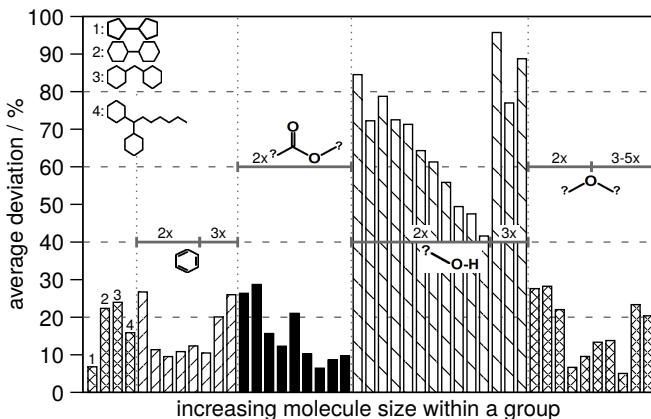 100
90
80
70
60
50
40
30
20
10
0
average deviation / %
increasing molecule size within a group
1:
2:
3:
4:
1
2
3
4
2x
3x
2x
O
?
O
?
2x
3x
?
O-H
2x
3-5x
?
O
?